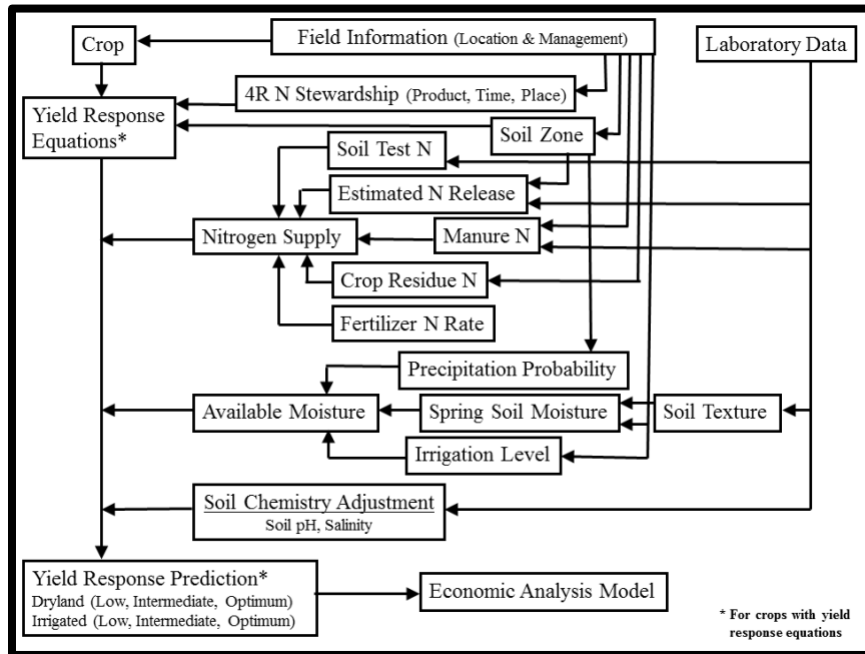 Crop
Field Information (Location & Management)
Laboratory Data
4R N Stewardship (Product, Time, Place)
Yield Response
Equations*
Soil Zone
Soil Test N
Estimated N Release
Nitrogen Supply
Manure N
Crop Residue N
Fertilizer N Rate
Precipitation Probability
Available Moisture
Spring Soil Moisture
Soil Texture
Irrigation Level
Soil Chemistry Adjustment
Soil pH, Salinity
Yield Response Prediction*
Dryland (Low, Intermediate, Optimum)
Irrigated (Low, Intermediate, Optimum)
Economic Analysis Model
* For crops with yield
response equations